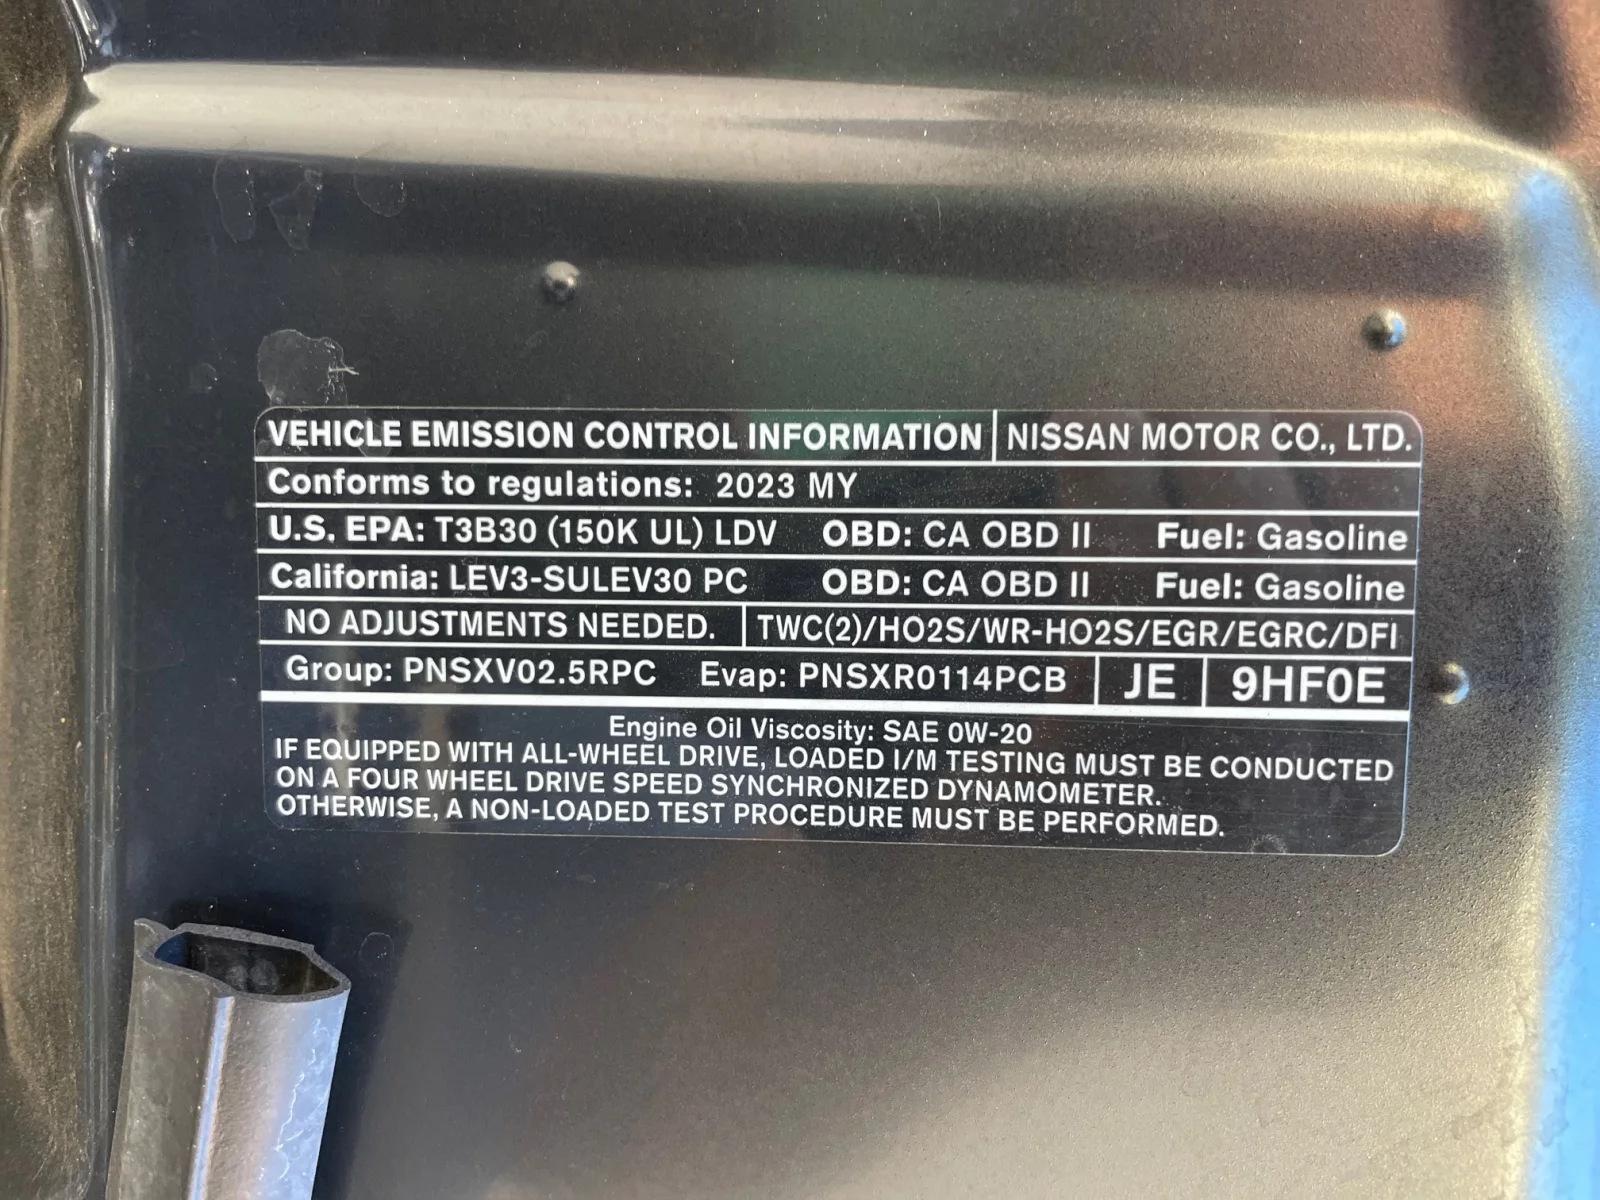 VEHICLE EMISSION CONTROL INFORMATION NISSAN MOTOR CO., LTD.
Conforms to regulations: 2023 MY
U.S. EPA: T3B30 (150K UL) LDV OBD: CA OBD II Fuel: Gasoline
California: LEV3-SULEV30 PC OBD: CA OBD II Fuel: Gasoline
NO ADJUSTMENTS NEEDED. TWC(2)/HO2S/WR-HO2S/EGR/EGRC/DFI
Group: PNSXV02.5RPC Evap: PNSXR0114PCB JE 9HF0E
Engine Oil Viscosity: SAE 0W-20
IF EQUIPPED WITH ALL-WHEEL DRIVE, LOADED I/M TESTING MUST BE CONDUCTED
ON A FOUR WHEEL DRIVE SPEED SYNCHRONIZED DYNAMOMETER.
OTHERWISE, A NON-LOADED TEST PROCEDURE MUST BE PERFORMED.